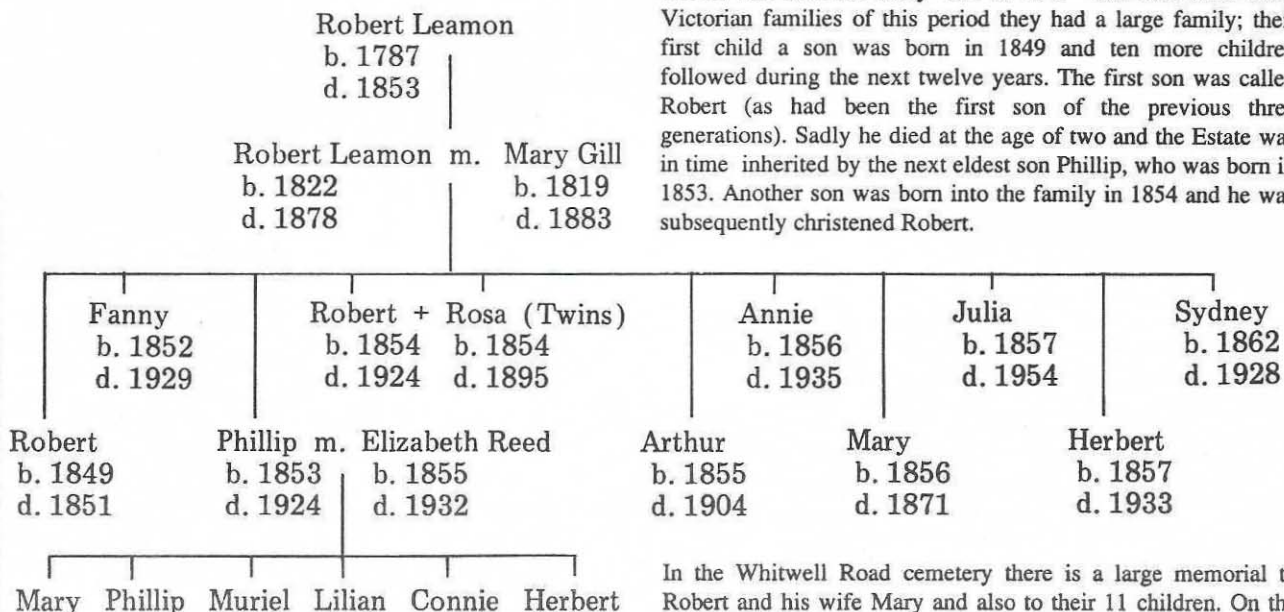 Victorian families of this period they had a large family;
first child a son was born in 1849 and ten more
followed during the next twelve years. The first son was
Robert (as had been the first son of the previous
generations). Sadly he died at the age of two and the Estate
in time inherited by the next eldest son Phillip, who was born
1853. Another son was born into the family in 1854 and he
subsequently christened Robert.
Robert Leamon
b. 1787
d. 1853
Robert Leamon m. Mary Gill
b. 1822 b. 1819
d. 1878 d. 1883
Fanny Robert + Rosa (Twins) Annie Julia Sydney
b. 1852 b. 1854 b. 1854 b. 1856 b. 1857 b. 1862
d. 1929 d. 1924 d. 1895 d. 1935 d. 1954 d. 1928
Robert Phillip m. Elizabeth Reed Arthur Mary Herbert
b. 1849 b. 1853 b. 1855 b. 1855 b. 1856 b. 1857
d. 1851 d. 1924 d. 1932 d. 1904 d. 1871 d. 1933
Mary Phillip Muriel Lilian Connie Herbert
In the Whitwell Road cemetery there is a large memorial
Robert and his wife Mary and also to their 11 children. On